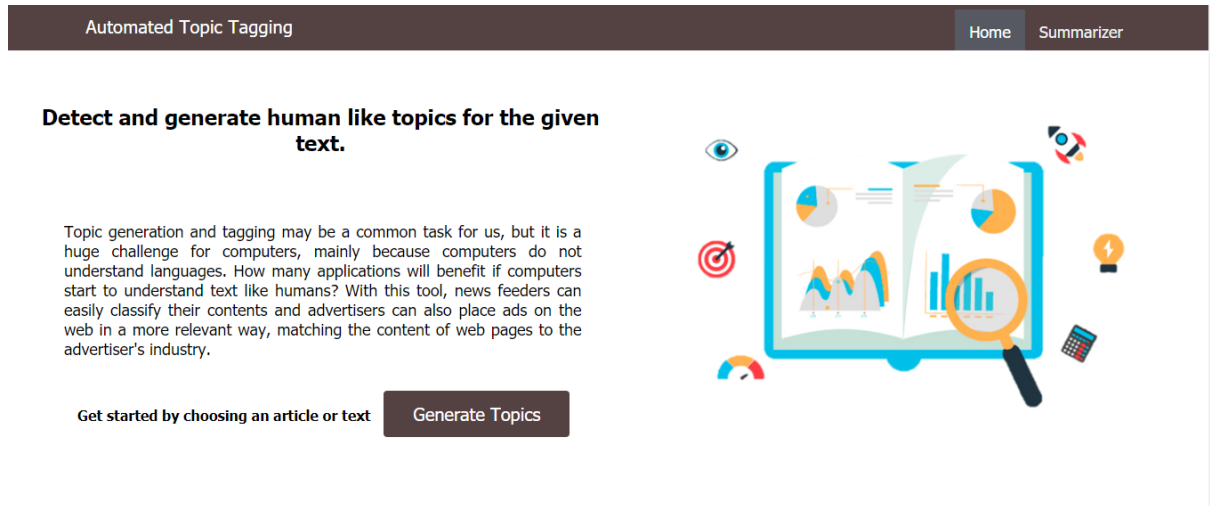 Automated Topic Tagging
Home
Summarizer
Detect and generate human like topics for the given
text.
Topic generation and tagging may be a common task for us, but it is a
huge challenge for computers, mainly because computers do not
understand languages. How many applications will benefit if computers
start to understand text like humans? With this tool, news feeders can
easily classify their contents and advertisers can also place ads on the
web in a more relevant way, matching the content of web pages to the
advertiser's industry.
Get started by choosing an article or text
Generate Topics